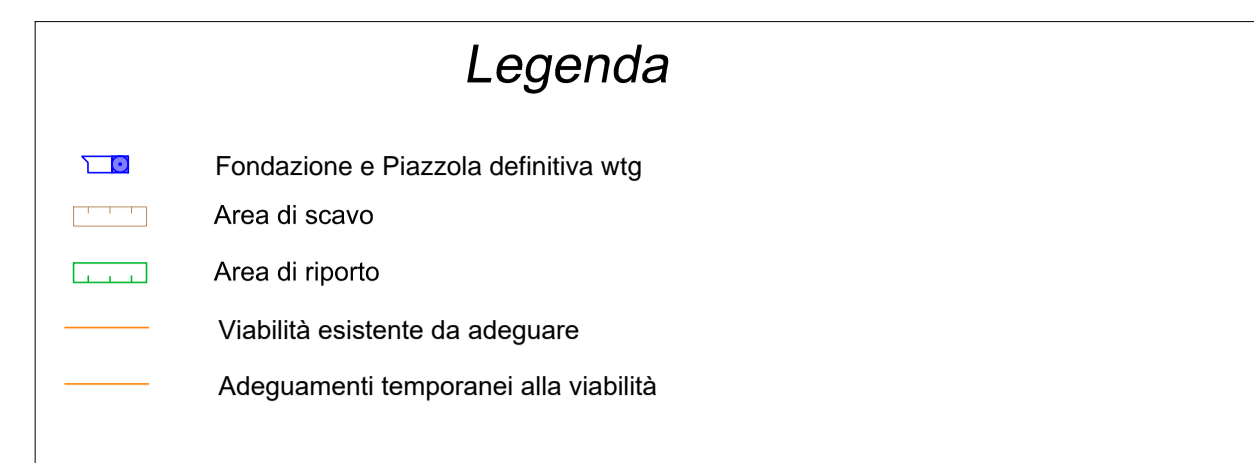 Legenda
Fondazione e Piazzola definitiva wtg
Area di scavo
Area di riporto
Viabilità esistente da adeguare
Adeguamenti temporanei alla viabilità